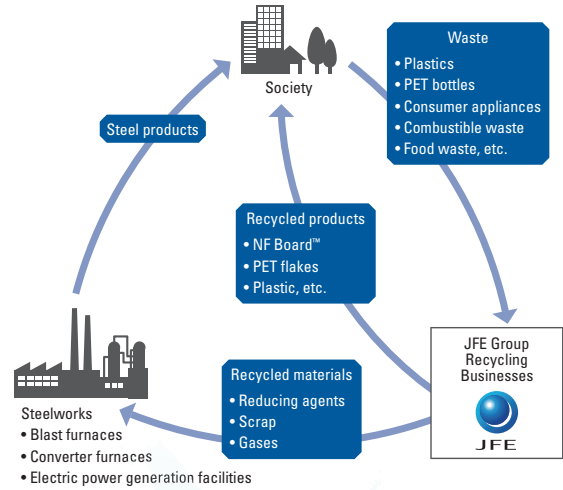 Society
Waste
• Plastics
• PET bottles
• Consumer appliances
• Combustible waste
• Food waste, etc.
Steel products
Recycled products
• NF Board™
• PET flakes
• Plastic, etc.
JFE Group
Recycling
Businesses
JFE
Recycled materials
• Reducing agents
• Scrap
• Gases
Steelworks
• Blast furnaces
• Converter furnaces
• Electric power generation facilities